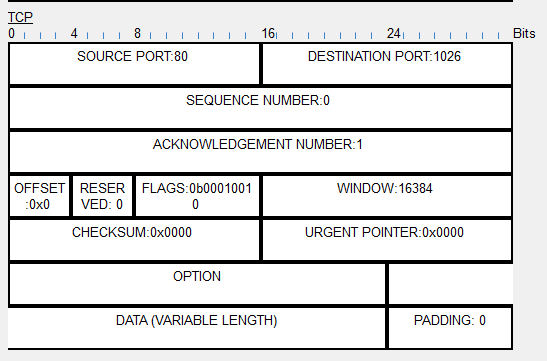 TCP
0 4 8 16 24 Bits
SOURCE PORT:80 DESTINATION PORT:1026
SEQUENCE NUMBER:0
ACKNOWLEDGEMENT NUMBER:1
OFFSET RESER FLAGS:0b0001001 WINDOW:16384
:0x0 VED: 0 0
CHECKSUM:0x0000 URGENT POINTER:0x0000
OPTION
DATA (VARIABLE LENGTH) PADDING: 0